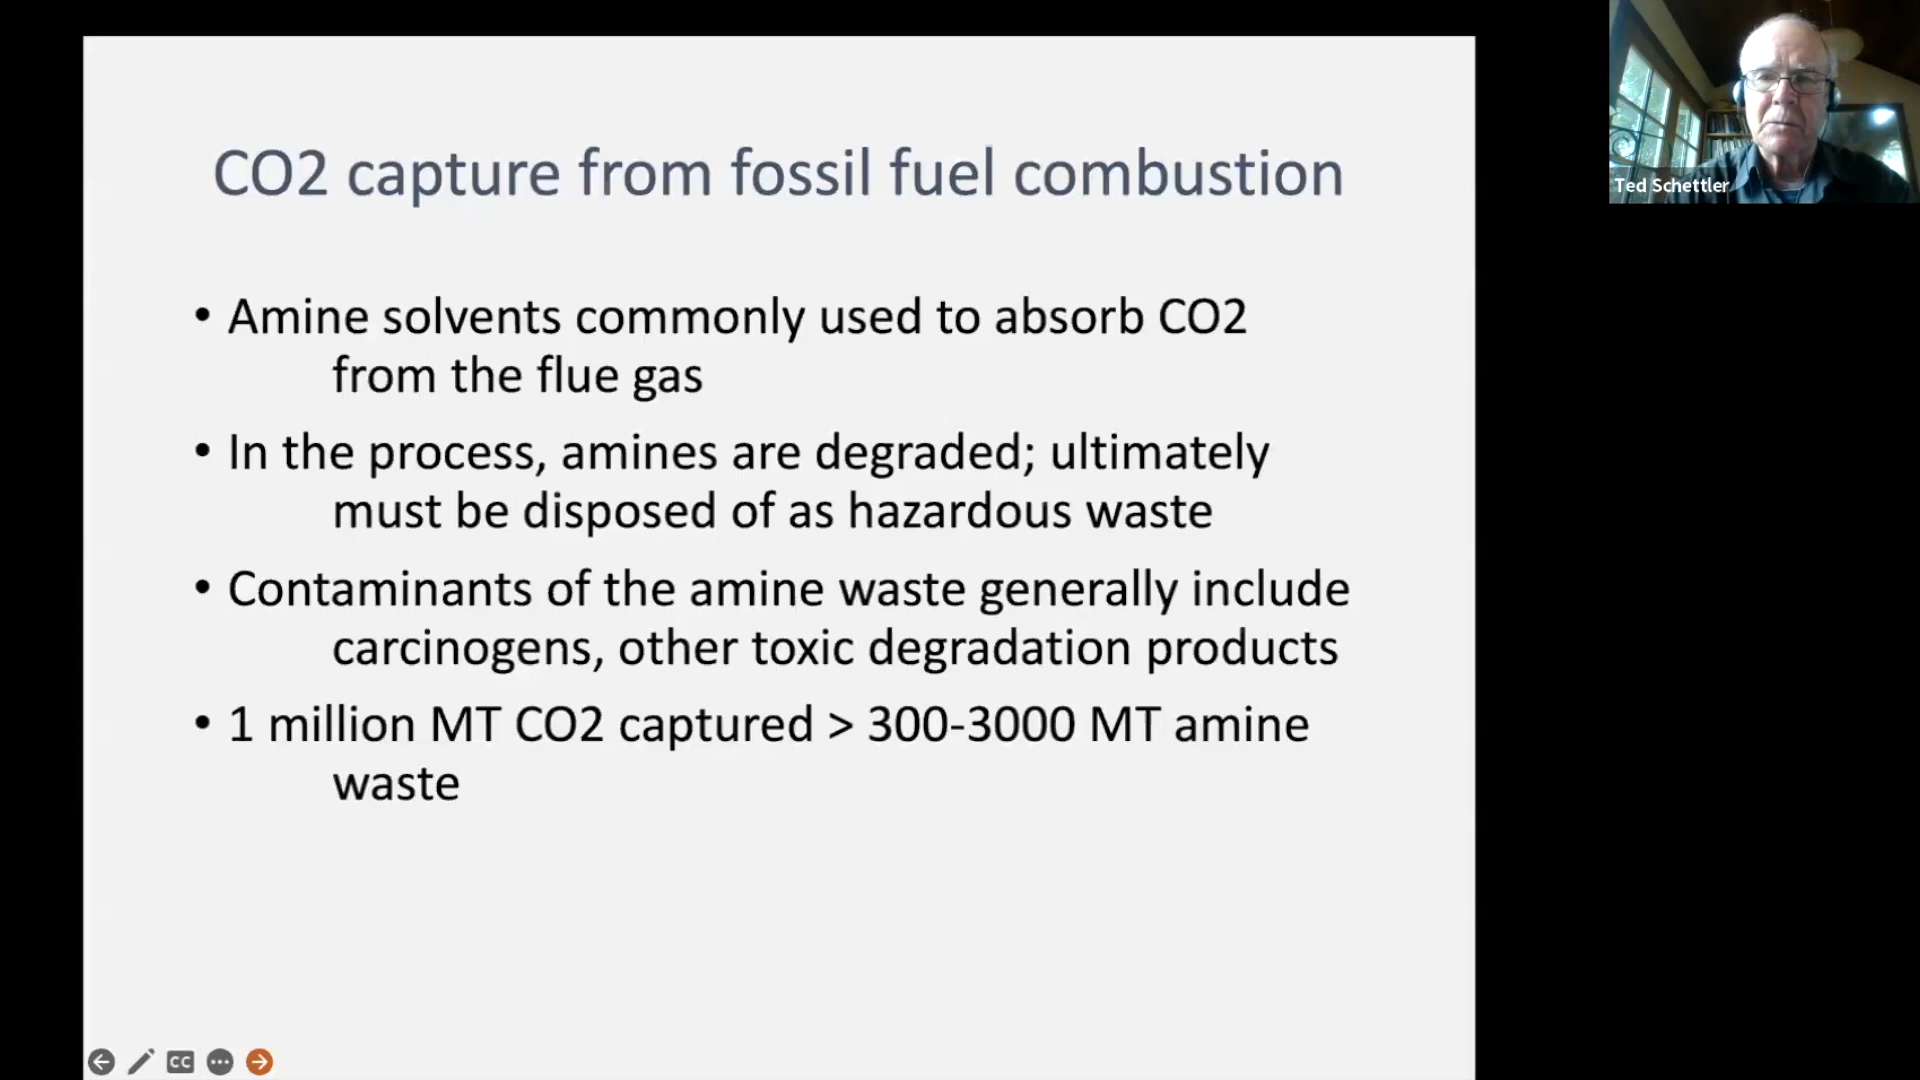 CO2 capture from fossil fuel combustion
• Amine solvents commonly used to absorb CO2
from the flue gas
• In the process, amines are degraded; ultimately
must be disposed of as hazardous waste
• Contaminants of the amine waste generally include
carcinogens, other toxic degradation products
• 1 million MT CO2 captured > 300-3000 MT amine
waste
Ted Schettler
CC